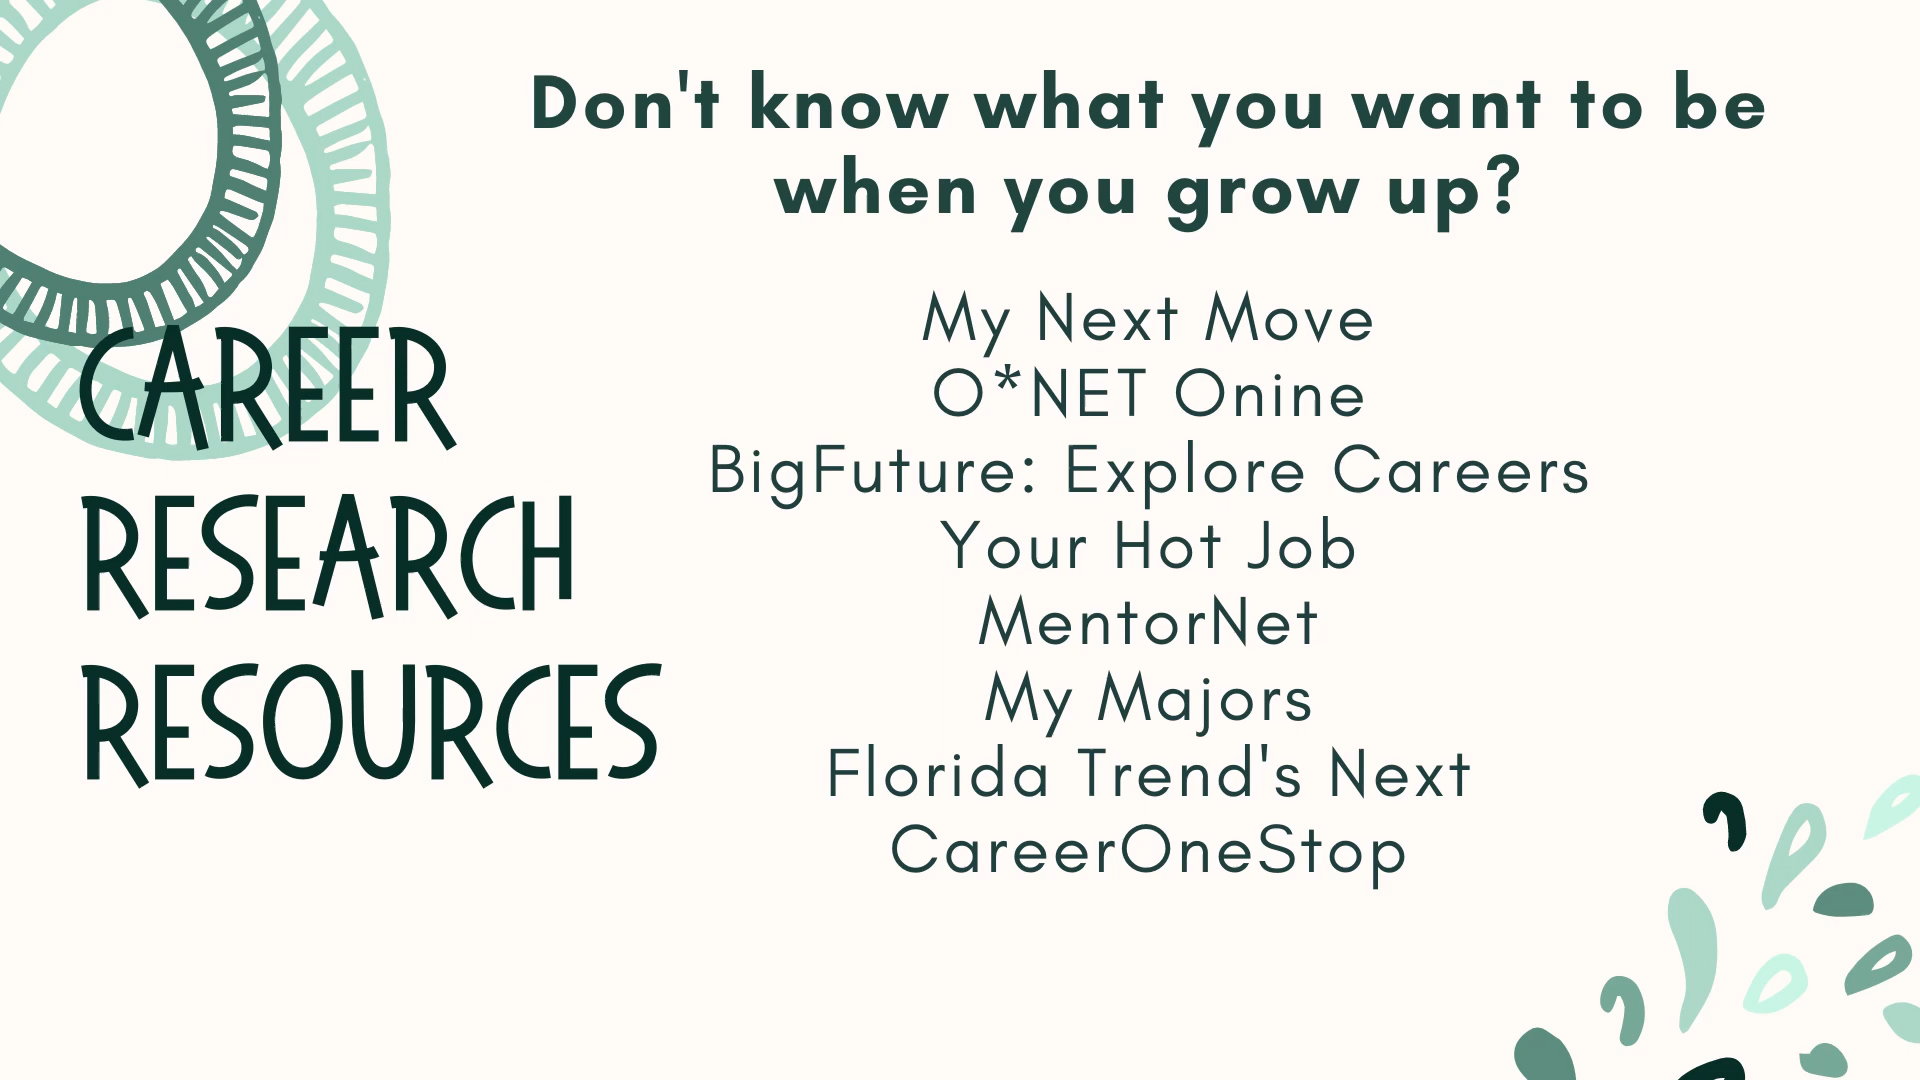 CAREER
RESEARCH
RESOURCES
Don't know what you want to be
when you grow up?
My Next Move
O*NET Onine
BigFuture: Explore Careers
Your Hot Job
MentorNet
My Majors
Florida Trend's Next
CareerOneStop